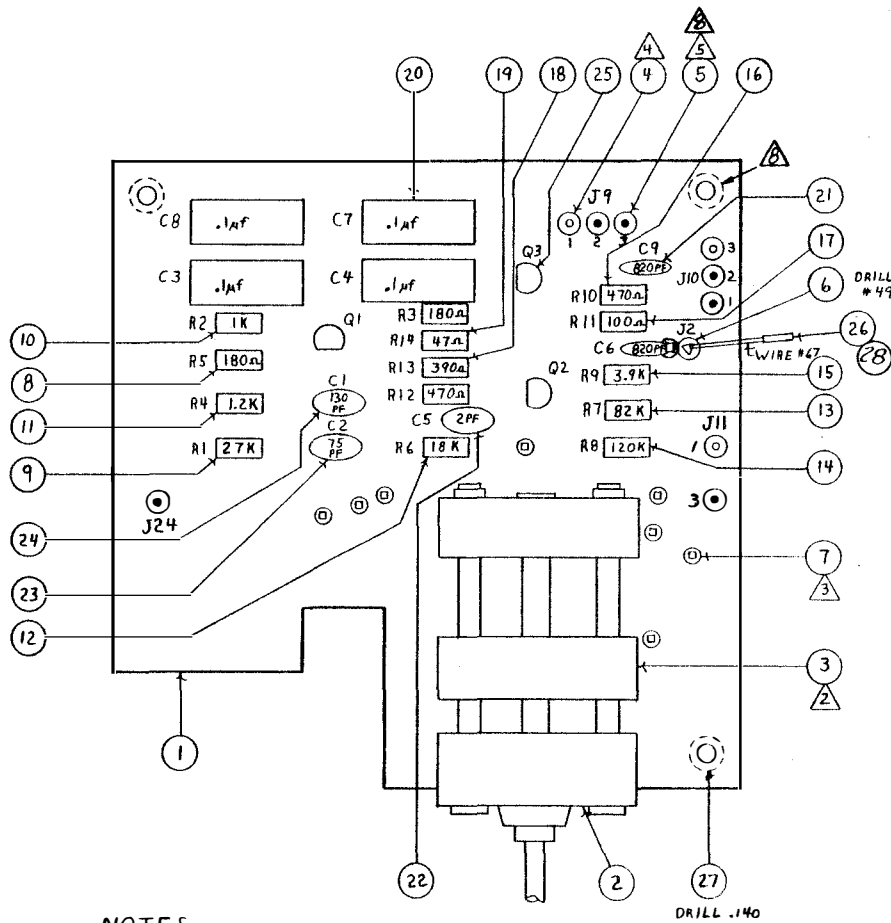 8
4
5
20
19
18
25
4
5
16
8
J9
1 2 3
C8
.1µf
C7
.1µf
21
Q3
C9
820PF
3
J10
2
1
17
C3
.1µf
C4
.1µf
6
DRILL
#49
R10
470Ω
R3
180Ω
R2
1K
Q1
R11
100Ω
J2
10
R14
47Ω
C6
820PF
26
WIRE #67
28
8
R5
180Ω
R13
390Ω
Q2
R9
3.9K
15
C1
R12
470Ω
11
R4
1.2K
130
PF
C5
2PF
R7
82K
13
C2
J11
9
R1
27K
75
PF
R6
18K
R8
120K
1
14
J24
3
24
7
3
23
12
3
2
1
22
2
27
DRILL .140
NOTES